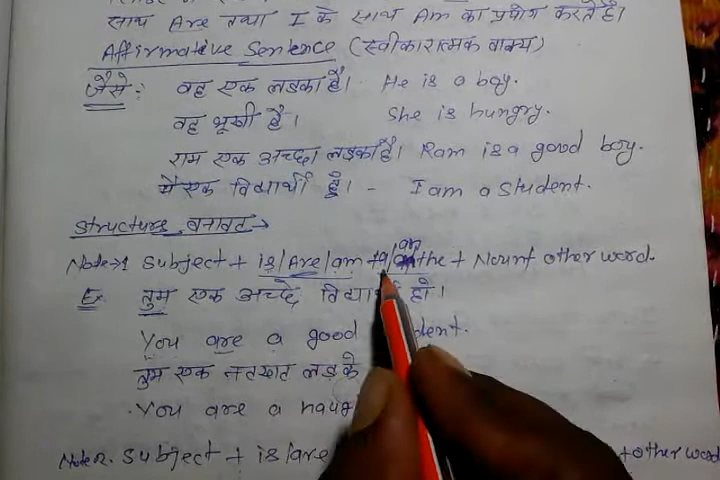 साथ Are तथा I के साथ Am का प्रयोग करते हैं।
Affirmative Sentence (स्वीकारात्मक वाक्य)
जैसे: वह एक लड़का है। He is a boy.
वह भूखी है। She is hungry.
राम एक अच्छा लड़का है। Ram is a good boy.
मैं एक विद्यार्थी हूँ। - I am a student.
Structure बनावट →
Note→1 Subject + is/Are/am + a/an/the + Noun + other word.
Ex. तुम एक अच्छे हो।
You are a good
तुम एक नटखट लड़के
You are a
Note 2. Subject + is/are + other word